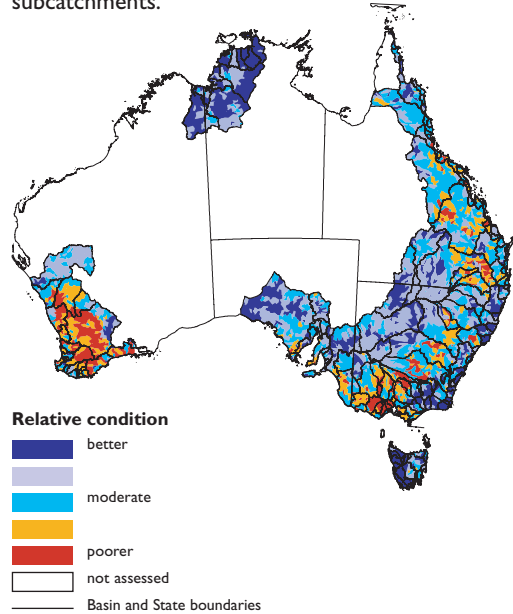 subcatchments.
Relative condition
better
moderate
poorer
not assessed
Basin and State boundaries